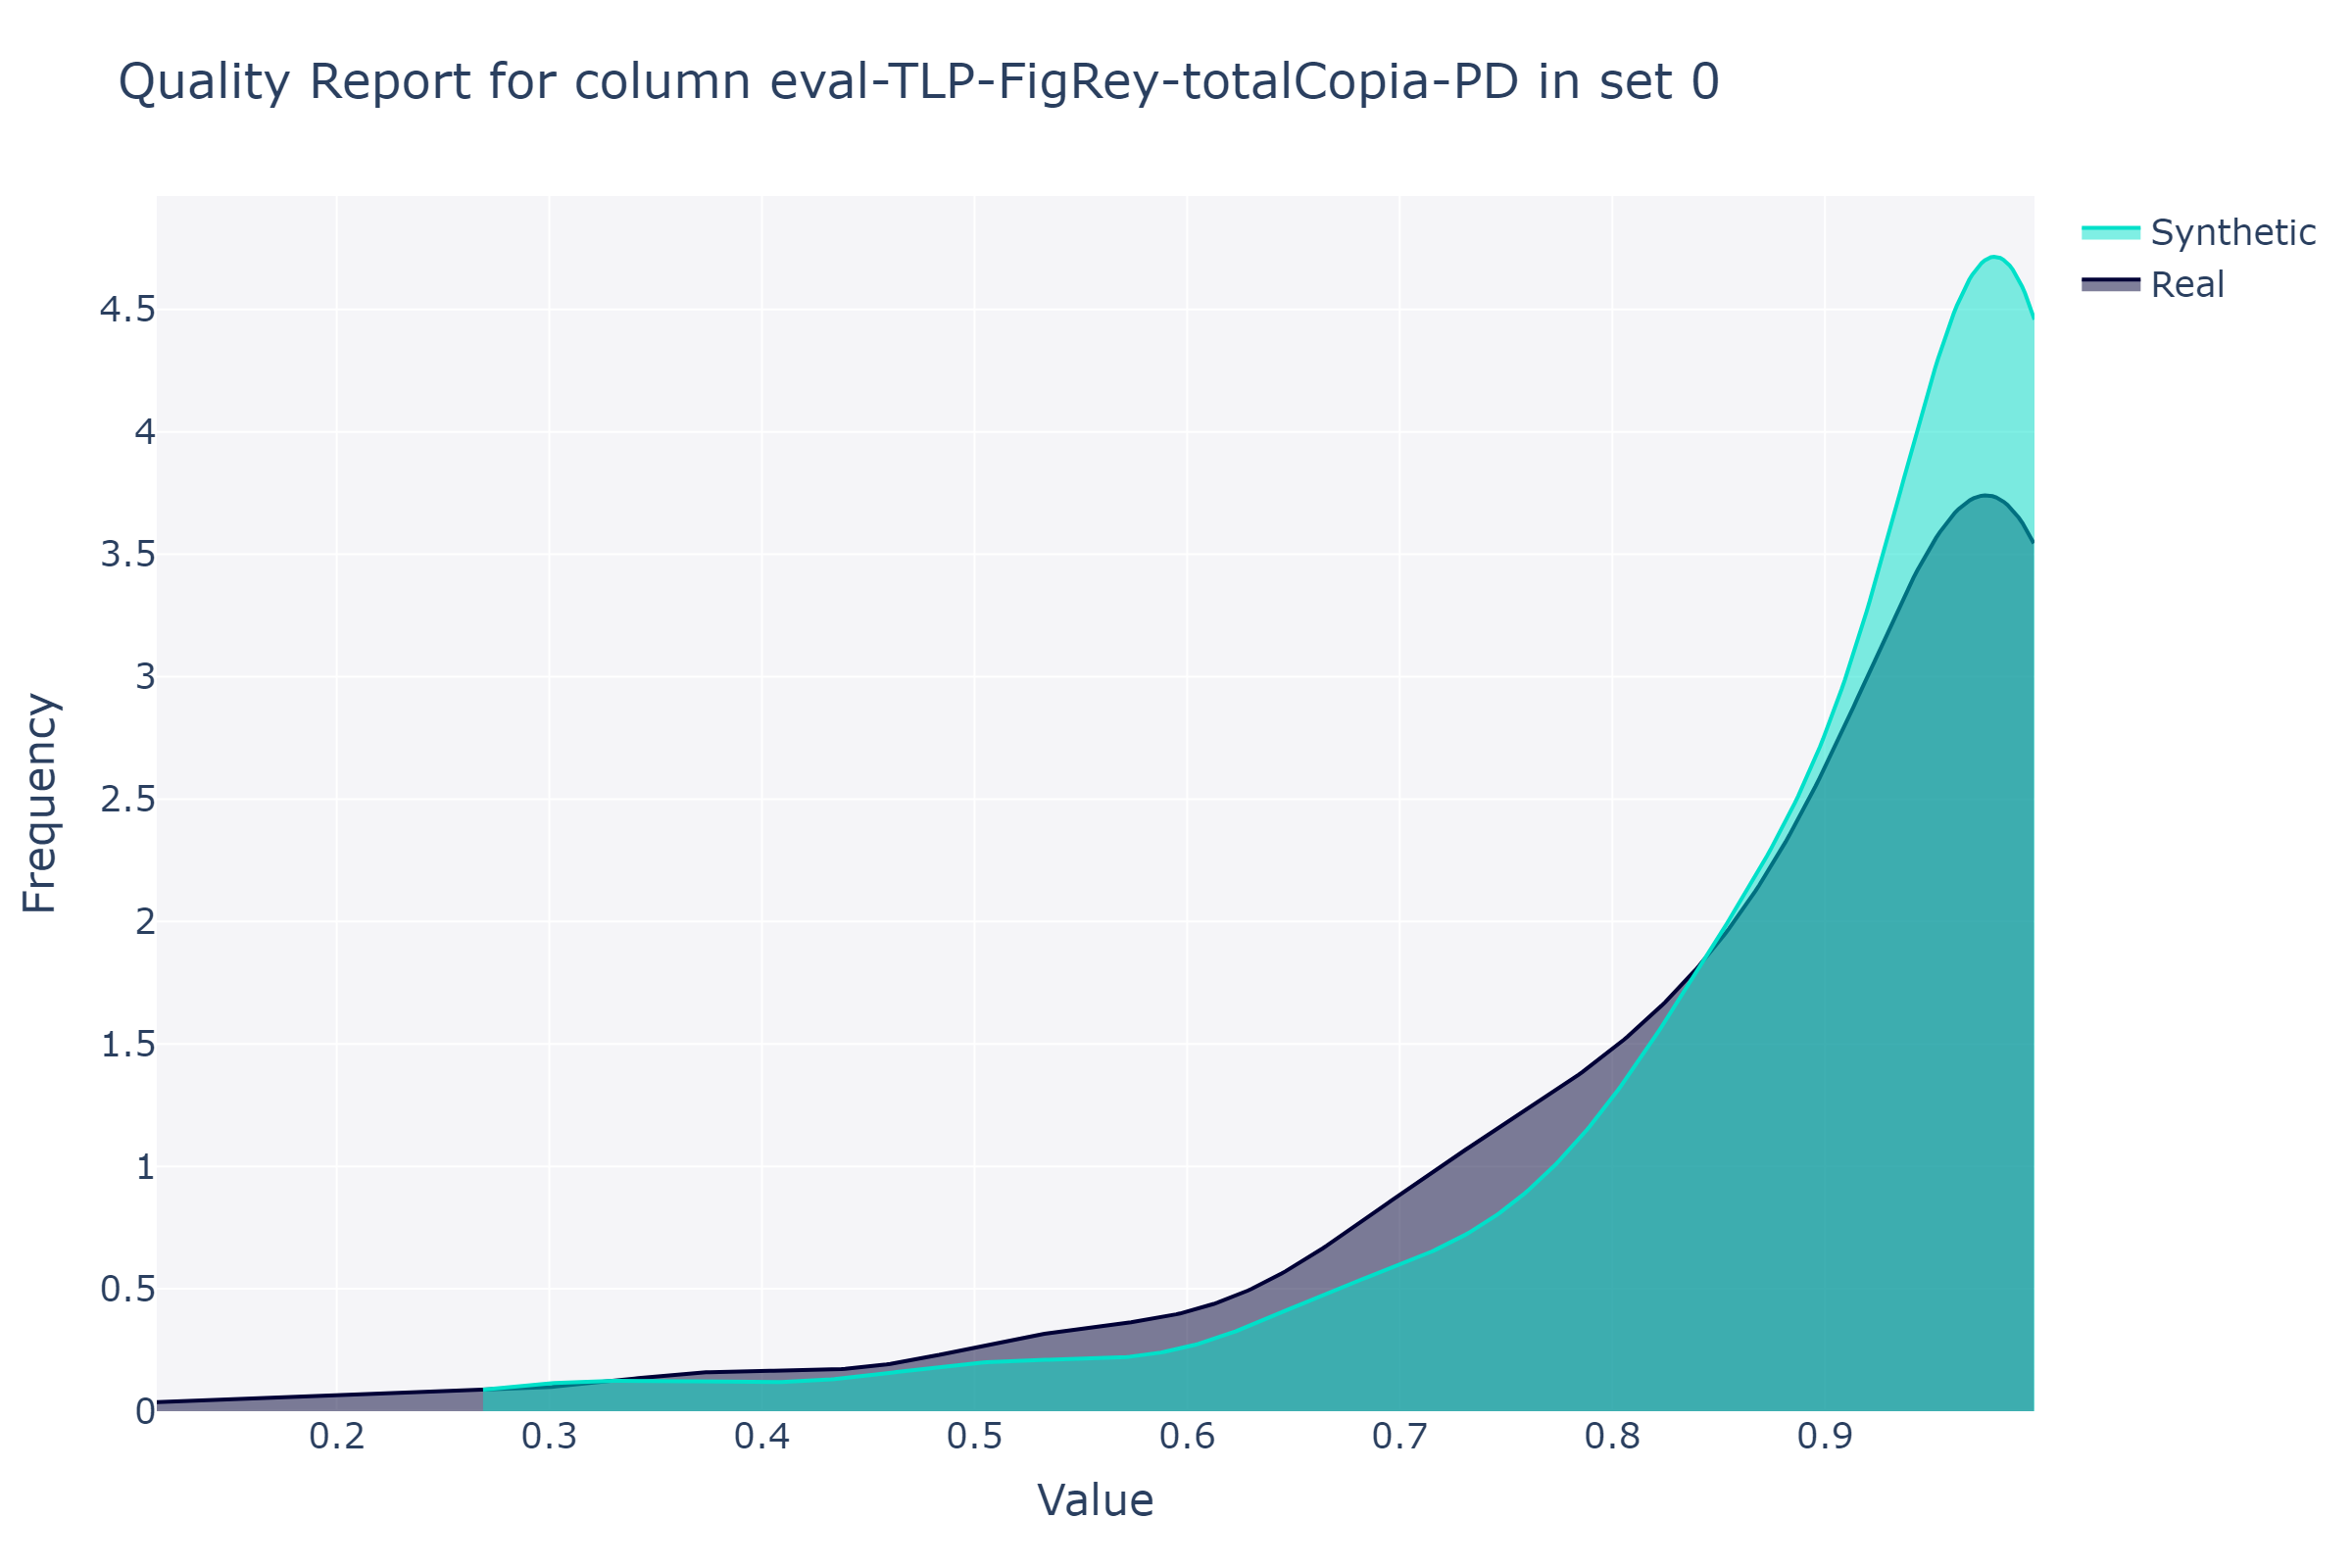 Quality Report for column eval-TLP-FigRey-totalCopia-PD in set 0
Synthetic
Real
4.5
4
3.5
3
2.5
2
1.5
1
0.5
0
Frequency
0.2 0.3 0.4 0.5 0.6 0.7 0.8 0.9
Value